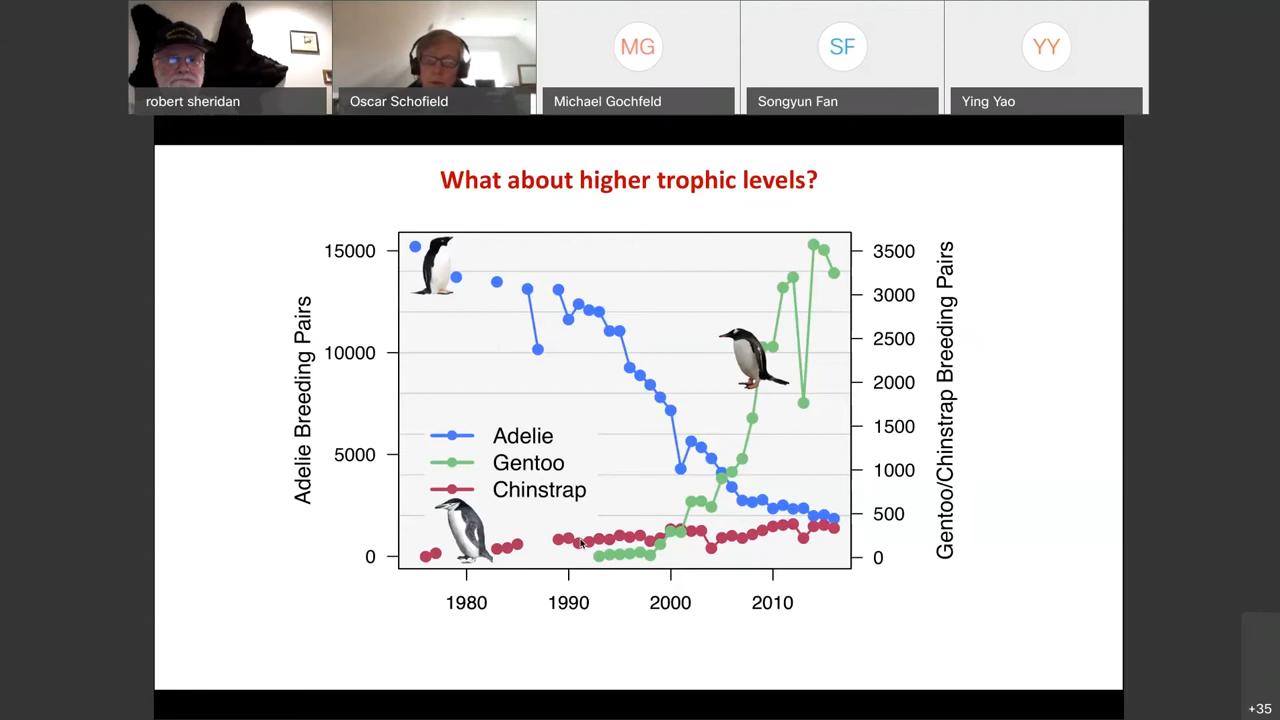 MG
SF
YY
robert sheridan
Oscar Schofield
Michael Gochfeld
Songyun Fan
Ying Yao
What about higher trophic levels?
Adelie Breeding Pairs
15000
10000
5000
0
Adelie
Gentoo
Chinstrap
1980
1990
2000
2010
3500
3000
2500
2000
1500
1000
500
0
Gentoo/Chinstrap Breeding Pairs
+35